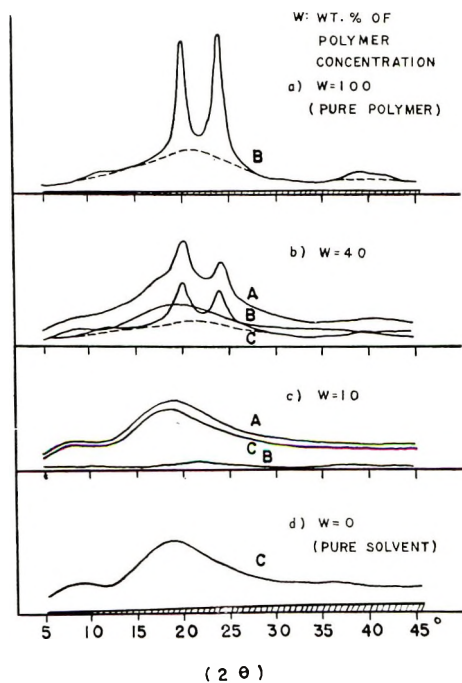 W: WT. % OF
POLYMER
CONCENTRATION
a) W=100
(PURE POLYMER)
B
b) W=40
A
B
C
c) W=10
A
C
B
d) W=0
(PURE SOLVENT)
C
5 10 15 20 25 30 35 40 45°
(2 θ)